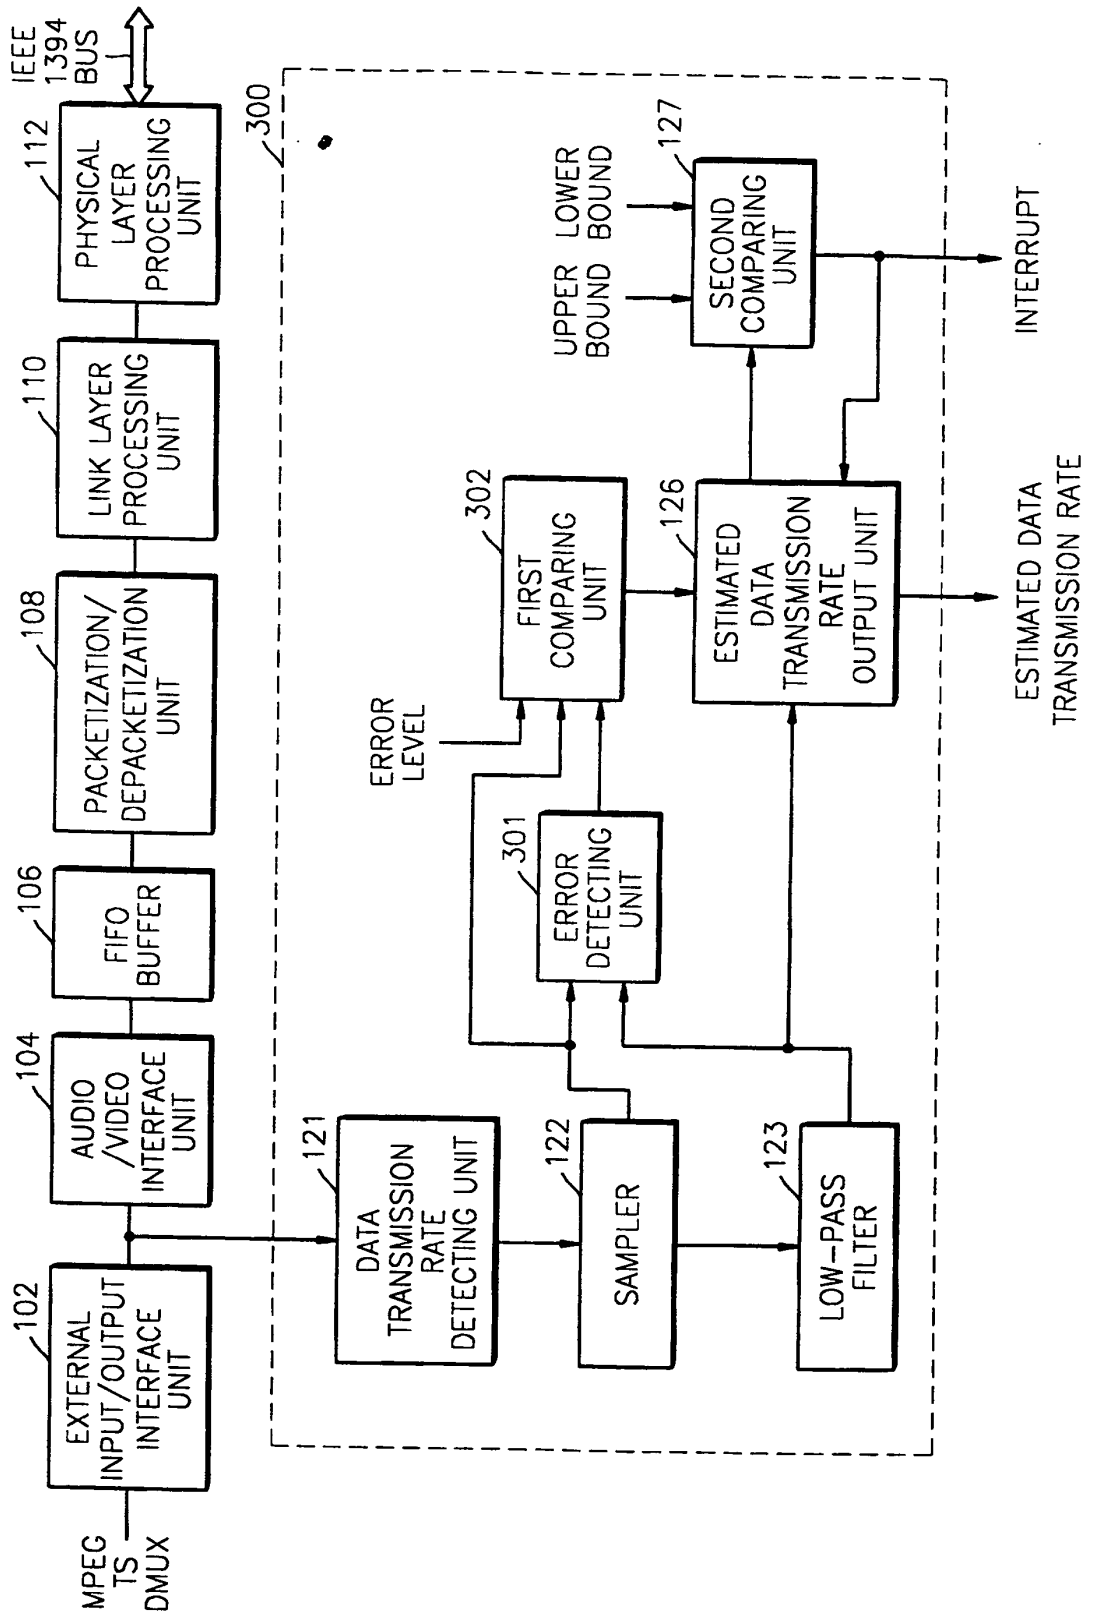 MPEG
TS
DMUX
102
EXTERNAL
INPUT/OUTPUT
INTERFACE
UNIT
104
AUDIO
/VIDEO
INTERFACE
UNIT
106
FIFO
BUFFER
108
PACKETIZATION/
DEPACKETIZATION
UNIT
110
LINK LAYER
PROCESSING
UNIT
112
PHYSICAL
LAYER
PROCESSING
UNIT
IEEE
1394
BUS
300
121
DATA
TRANSMISSION
RATE
DETECTING UNIT
122
SAMPLER
123
LOW-PASS
FILTER
301
ERROR
DETECTING
UNIT
ERROR
LEVEL
302
FIRST
COMPARING
UNIT
126
ESTIMATED
DATA
TRANSMISSION
RATE
OUTPUT UNIT
UPPER
BOUND
LOWER
BOUND
127
SECOND
COMPARING
UNIT
ESTIMATED DATA
TRANSMISSION RATE
INTERRUPT